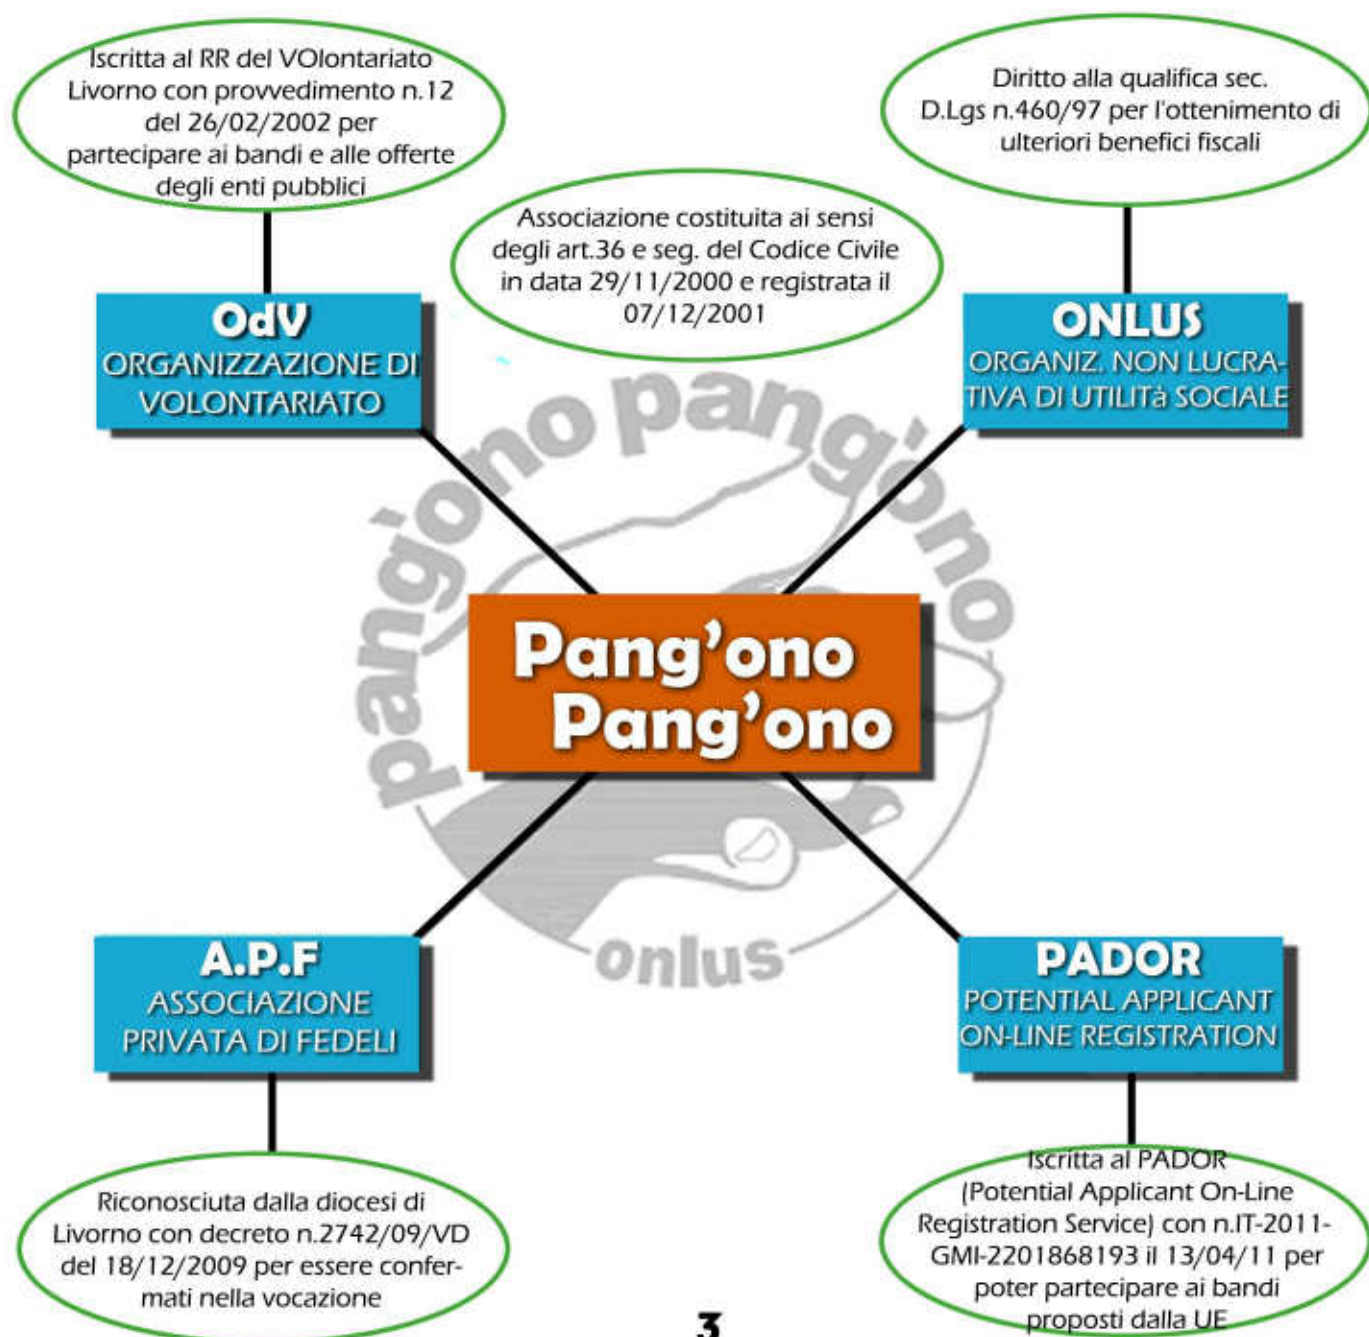 Iscritta al RR del VOlontariato
Livorno con provvedimento n.12
del 26/02/2002 per
partecipare ai bandi e alle offerte
degli enti pubblici
Diritto alla qualifica sec.
D.Lgs n.460/97 per l'ottenimento di
ulteriori benefici fiscali
Associazione costituita ai sensi
degli art.36 e seg. del Codice Civile
in data 29/11/2000 e registrata il
07/12/2001
OdV
ORGANIZZAZIONE DI
VOLONTARIATO
ONLUS
ORGANIZ. NON LUCRA-
TIVA DI UTILITà SOCIALE
pangóno pangóno
Pang'ono
Pang'ono
onlus
A.P.F
ASSOCIAZIONE
PRIVATA DI FEDELI
PADOR
POTENTIAL APPLICANT
ON-LINE REGISTRATION
Riconosciuta dalla diocesi di
Livorno con decreto n.2742/09/VD
del 18/12/2009 per essere confer-
mati nella vocazione
Iscritta al PADOR
(Potential Applicant On-Line
Registration Service) con n.IT-2011-
GMI-2201868193 il 13/04/11 per
poter partecipare ai bandi
proposti dalla UE
3